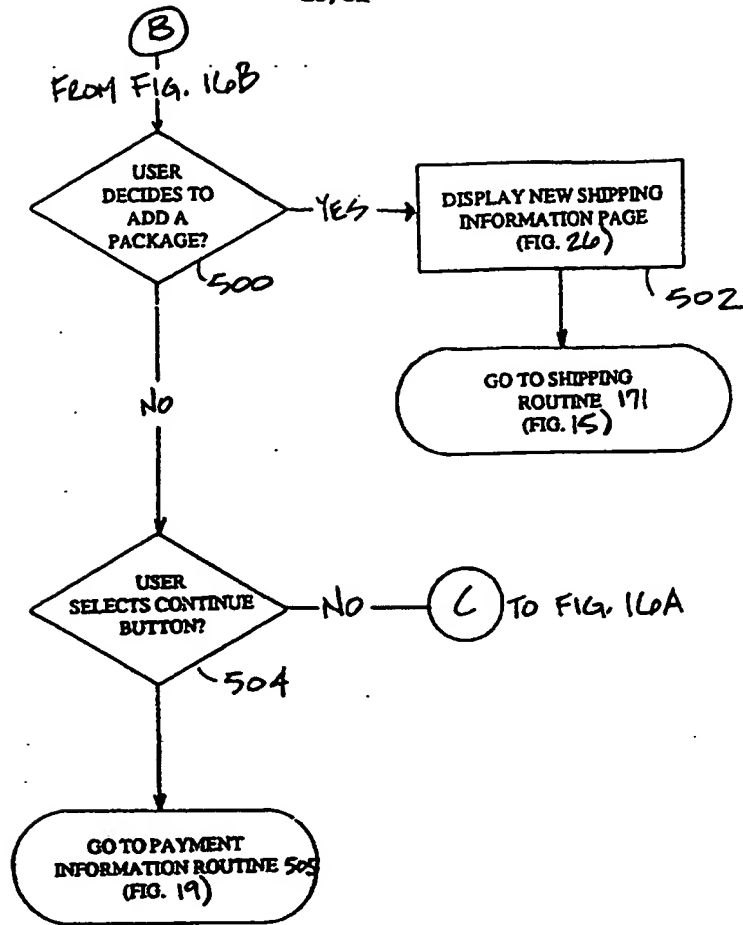 B
FROM FIG. 16B
USER
DECIDES TO
ADD A
PACKAGE?
500
YES
DISPLAY NEW SHIPPING
INFORMATION PAGE
(FIG. 26)
502
GO TO SHIPPING
ROUTINE 171
(FIG. 15)
NO
USER
SELECTS CONTINUE
BUTTON?
504
NO
C
TO FIG. 16A
GO TO PAYMENT
INFORMATION ROUTINE 505
(FIG. 19)